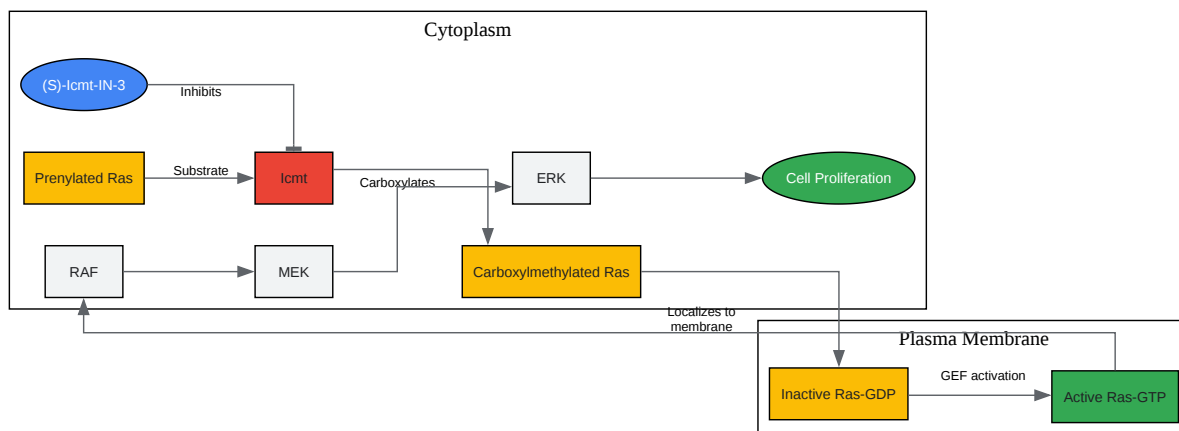 Cytoplasm
(S)-Icmt-IN-3
Inhibits
Prenylated Ras
Substrate
Icmt
Carboxylates
ERK
Cell Proliferation
RAF
MEK
Carboxylmethylated Ras
Localizes to
membrane
Plasma Membrane
Inactive Ras-GDP
GEF activation
Active Ras-GTP